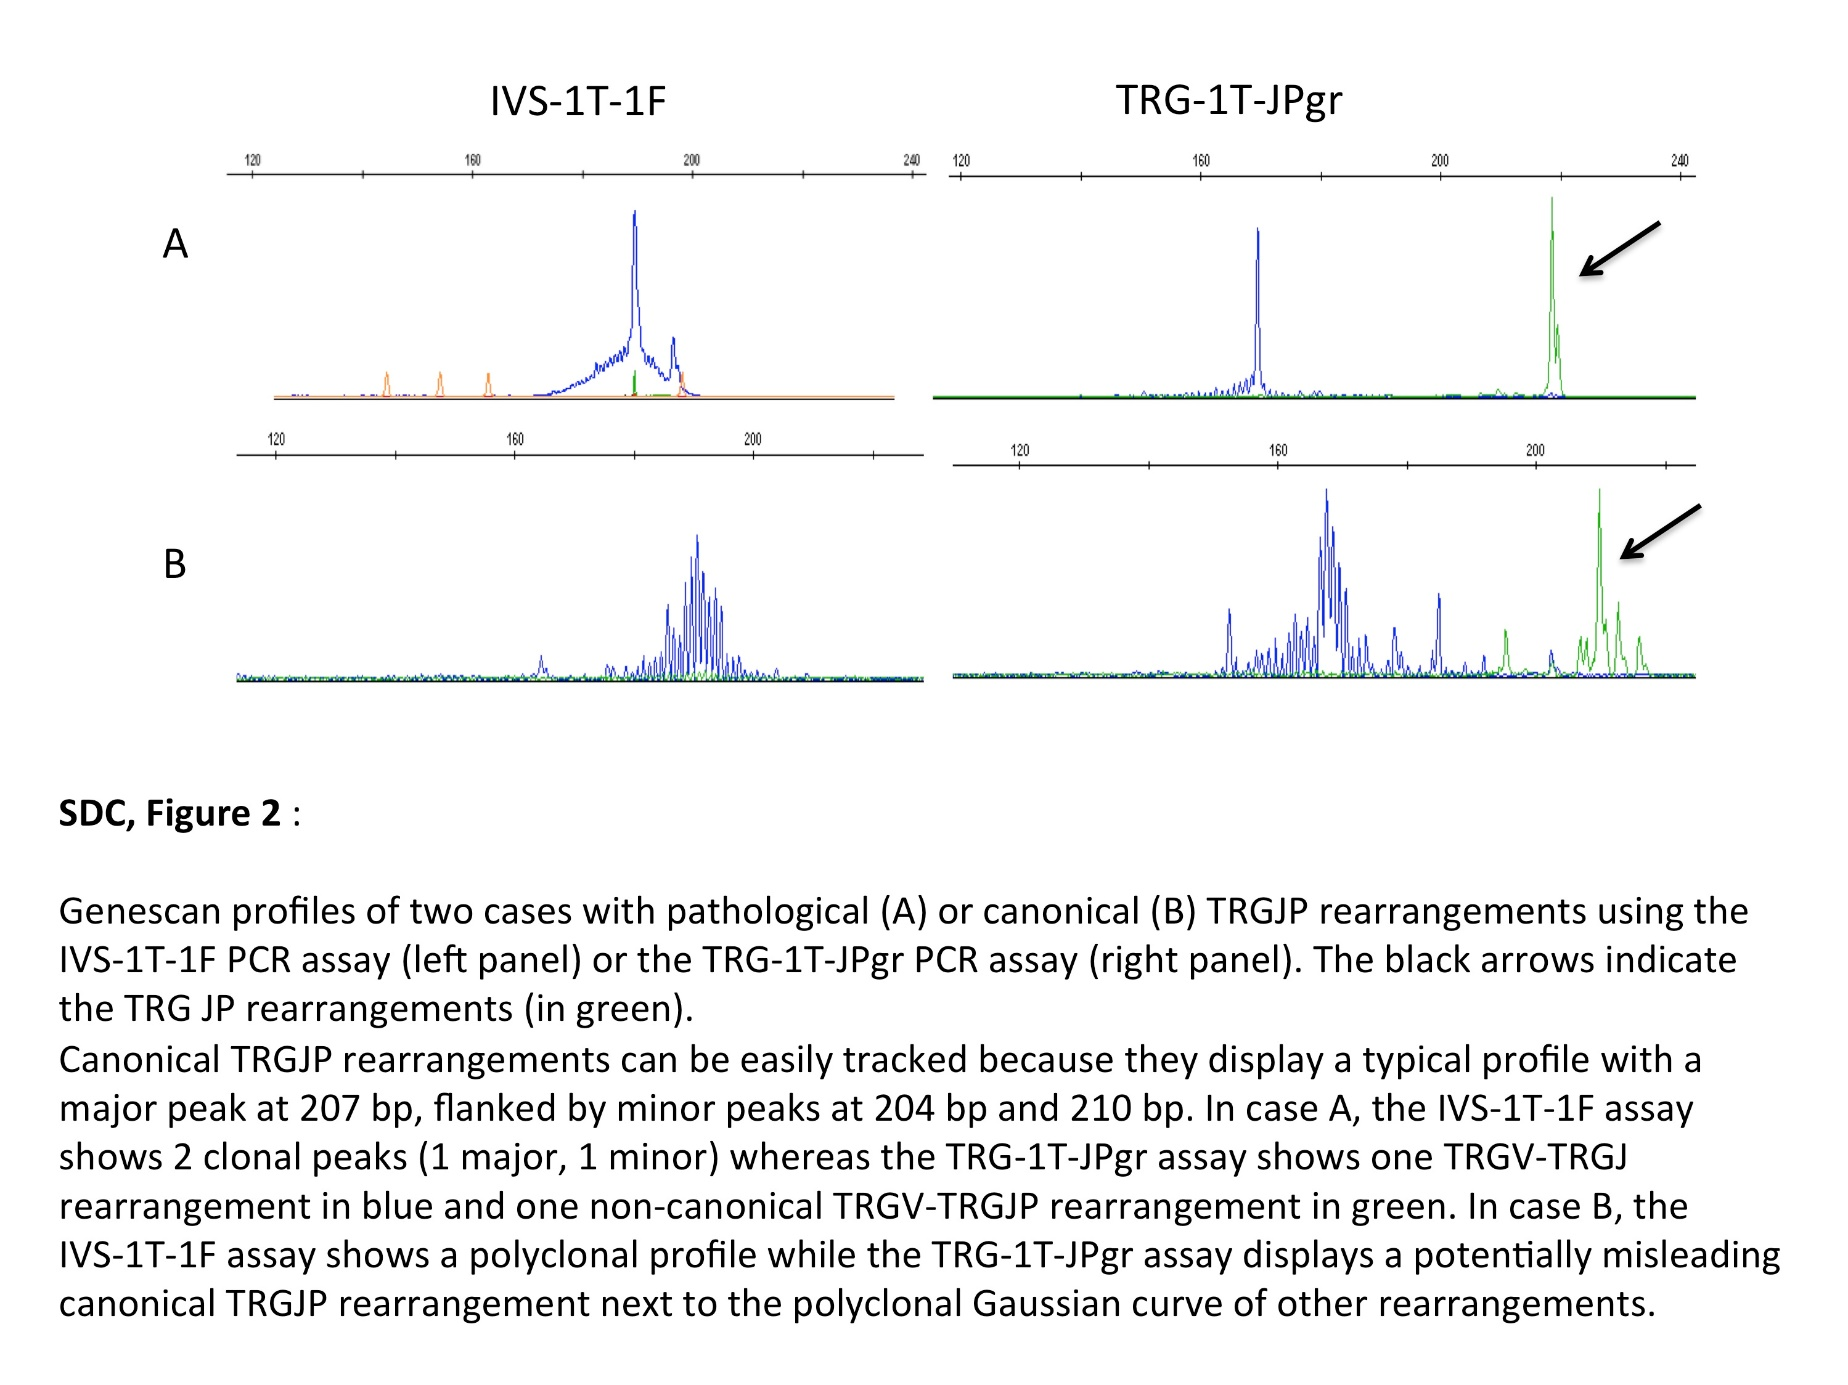 IVS-1T-1F
TRG-1T-JPgr
120 160 200 240
120 160 200 240
A
120 160 200
120 160 200
B
SDC, Figure 2 :
Genescan profiles of two cases with pathological (A) or canonical (B) TRGJP rearrangements using the
IVS-1T-1F PCR assay (left panel) or the TRG-1T-JPgr PCR assay (right panel). The black arrows indicate
the TRG JP rearrangements (in green).
Canonical TRGJP rearrangements can be easily tracked because they display a typical profile with a
major peak at 207 bp, flanked by minor peaks at 204 bp and 210 bp. In case A, the IVS-1T-1F assay
shows 2 clonal peaks (1 major, 1 minor) whereas the TRG-1T-JPgr assay shows one TRGV-TRGJ
rearrangement in blue and one non-canonical TRGV-TRGJP rearrangement in green. In case B, the
IVS-1T-1F assay shows a polyclonal profile while the TRG-1T-JPgr assay displays a potentially misleading
canonical TRGJP rearrangement next to the polyclonal Gaussian curve of other rearrangements.